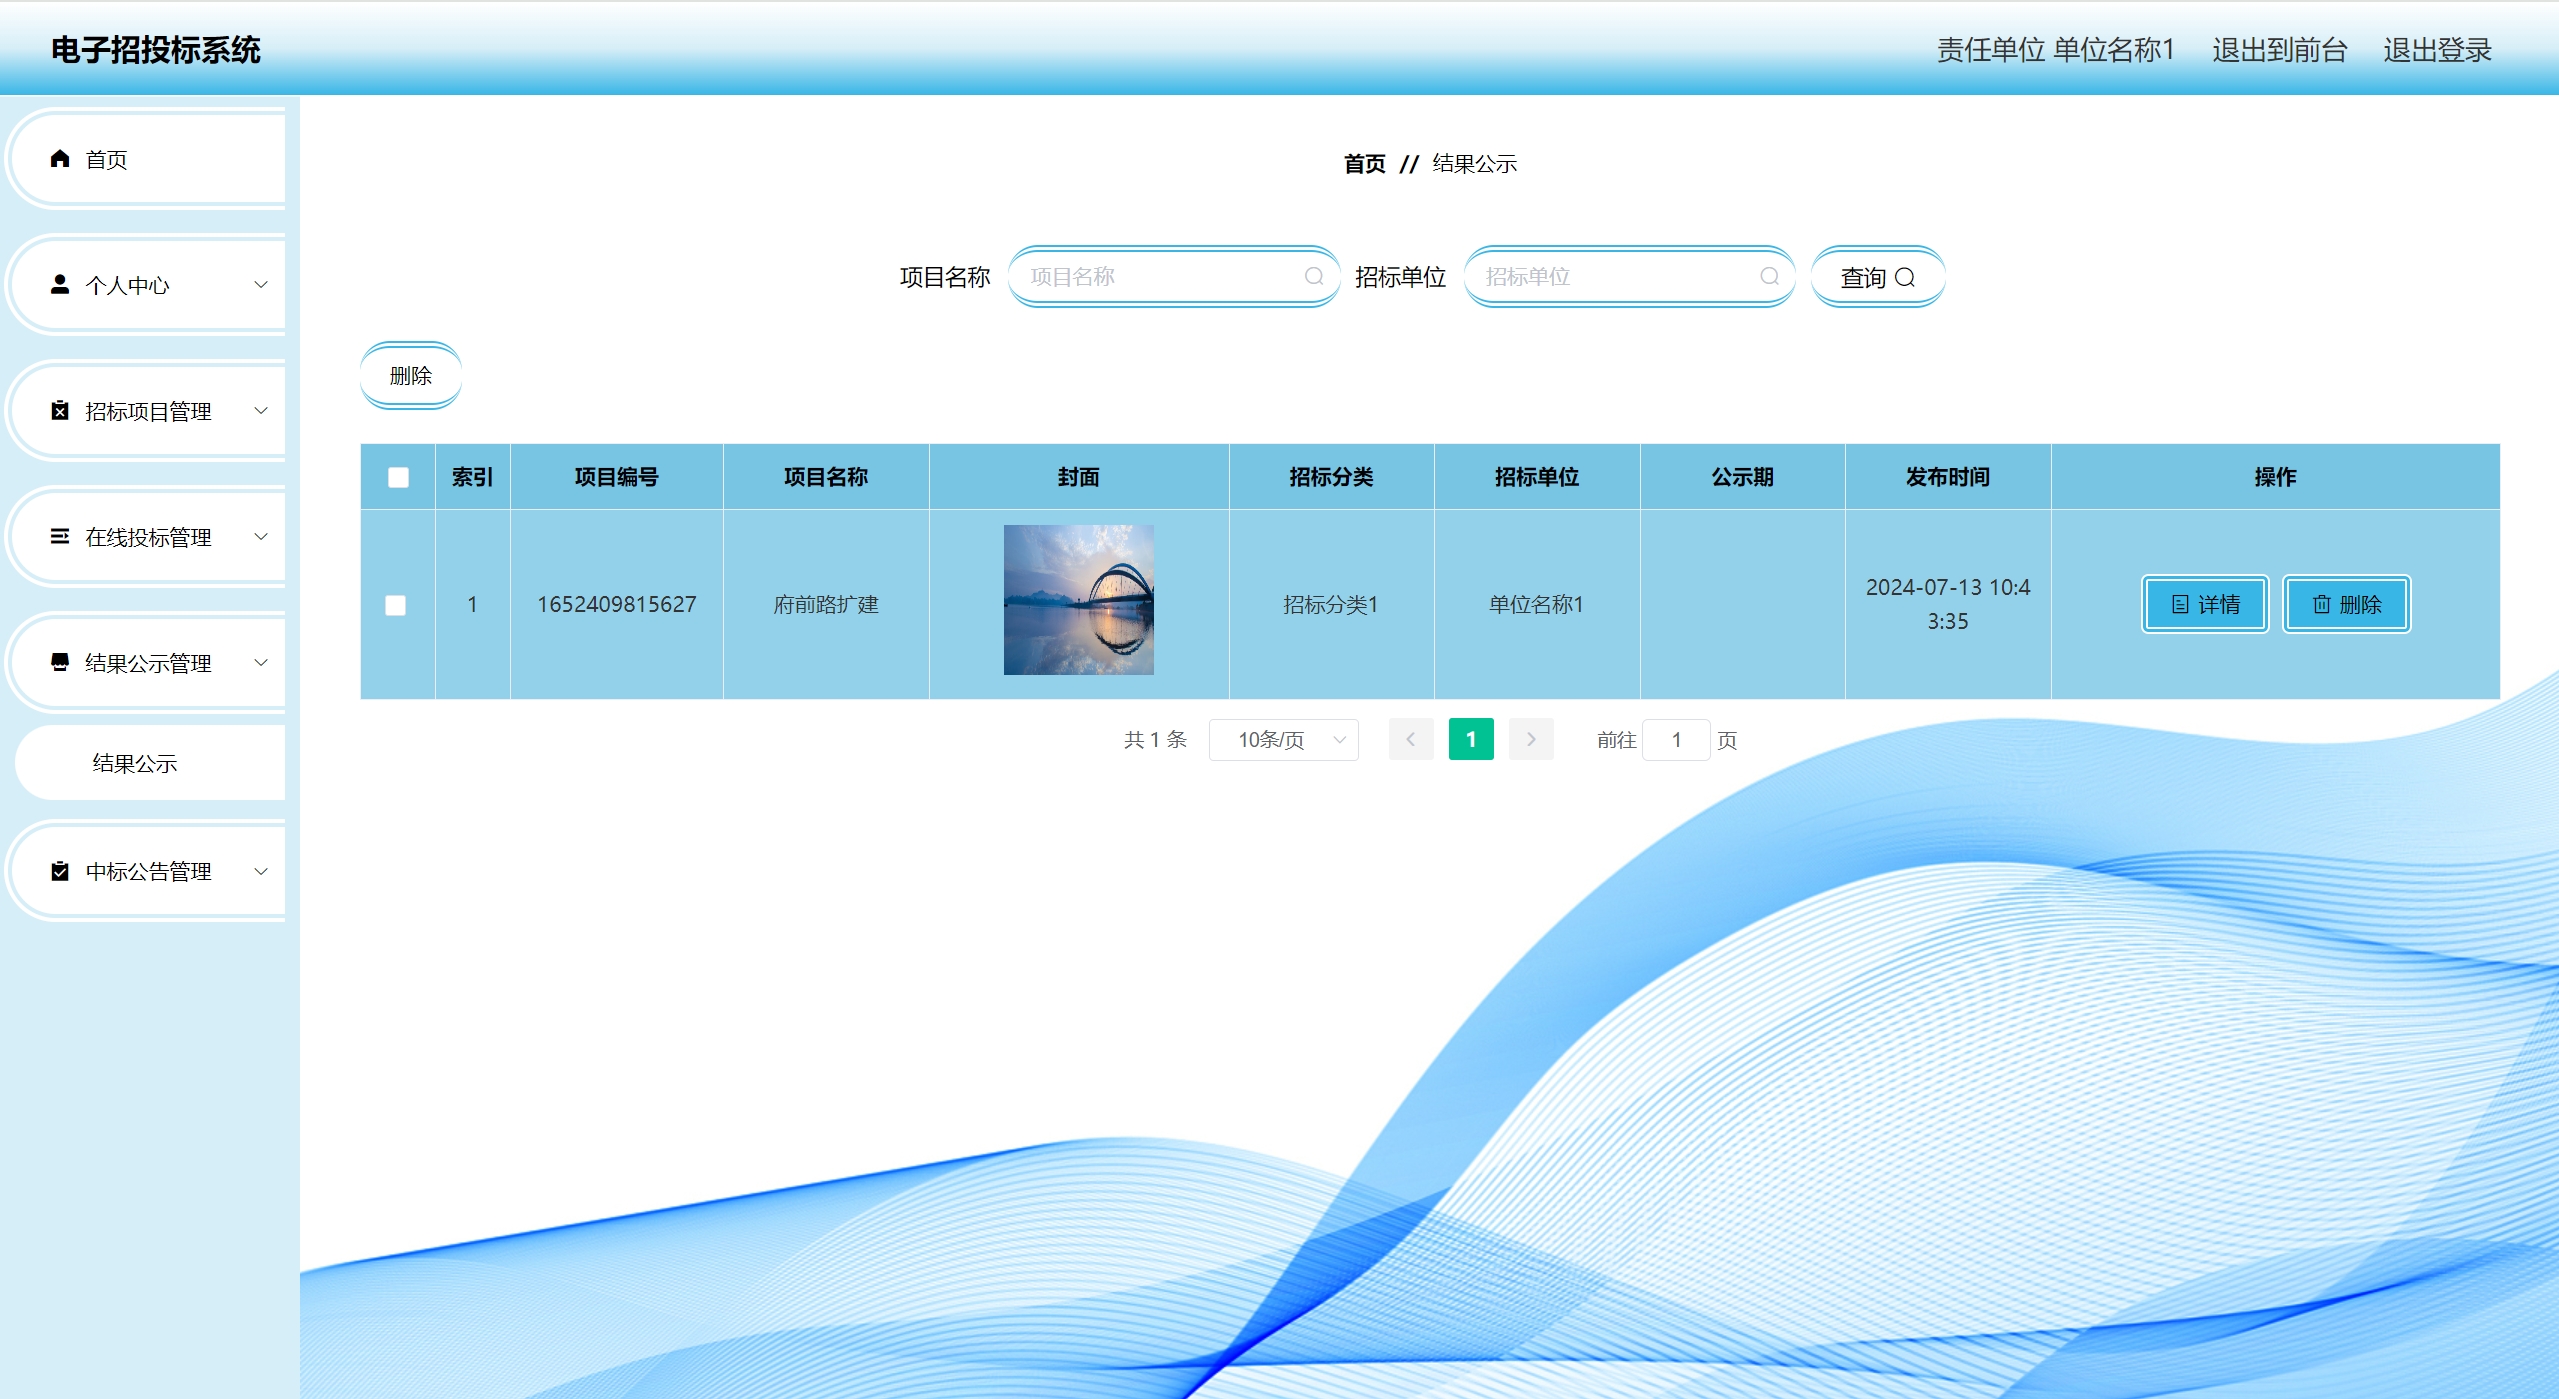 电子招投标系统
责任单位 单位名称1 退出到前台 退出登录
首页
个人中心
招标项目管理
在线投标管理
结果公示管理
结果公示
中标公告管理
首页 // 结果公示
项目名称 项目名称 招标单位 招标单位 查询
删除
索引 项目编号 项目名称 封面 招标分类 招标单位 公示期 发布时间 操作
1 1652409815627 府前路扩建 招标分类1 单位名称1 2024-07-13 10:4
3:35
详情 删除
共 1 条 10条/页 1 前往 1 页